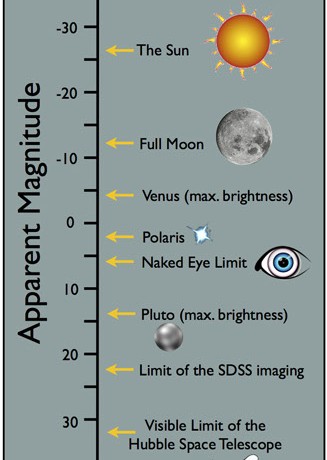 Apparent Magnitude
-30
The Sun
-20
Full Moon
-10
Venus (max. brightness)
0
Polaris
Naked Eye Limit
10
Pluto (max. brightness)
20
Limit of the SDSS imaging
30
Visible Limit of the
Hubble Space Telescope